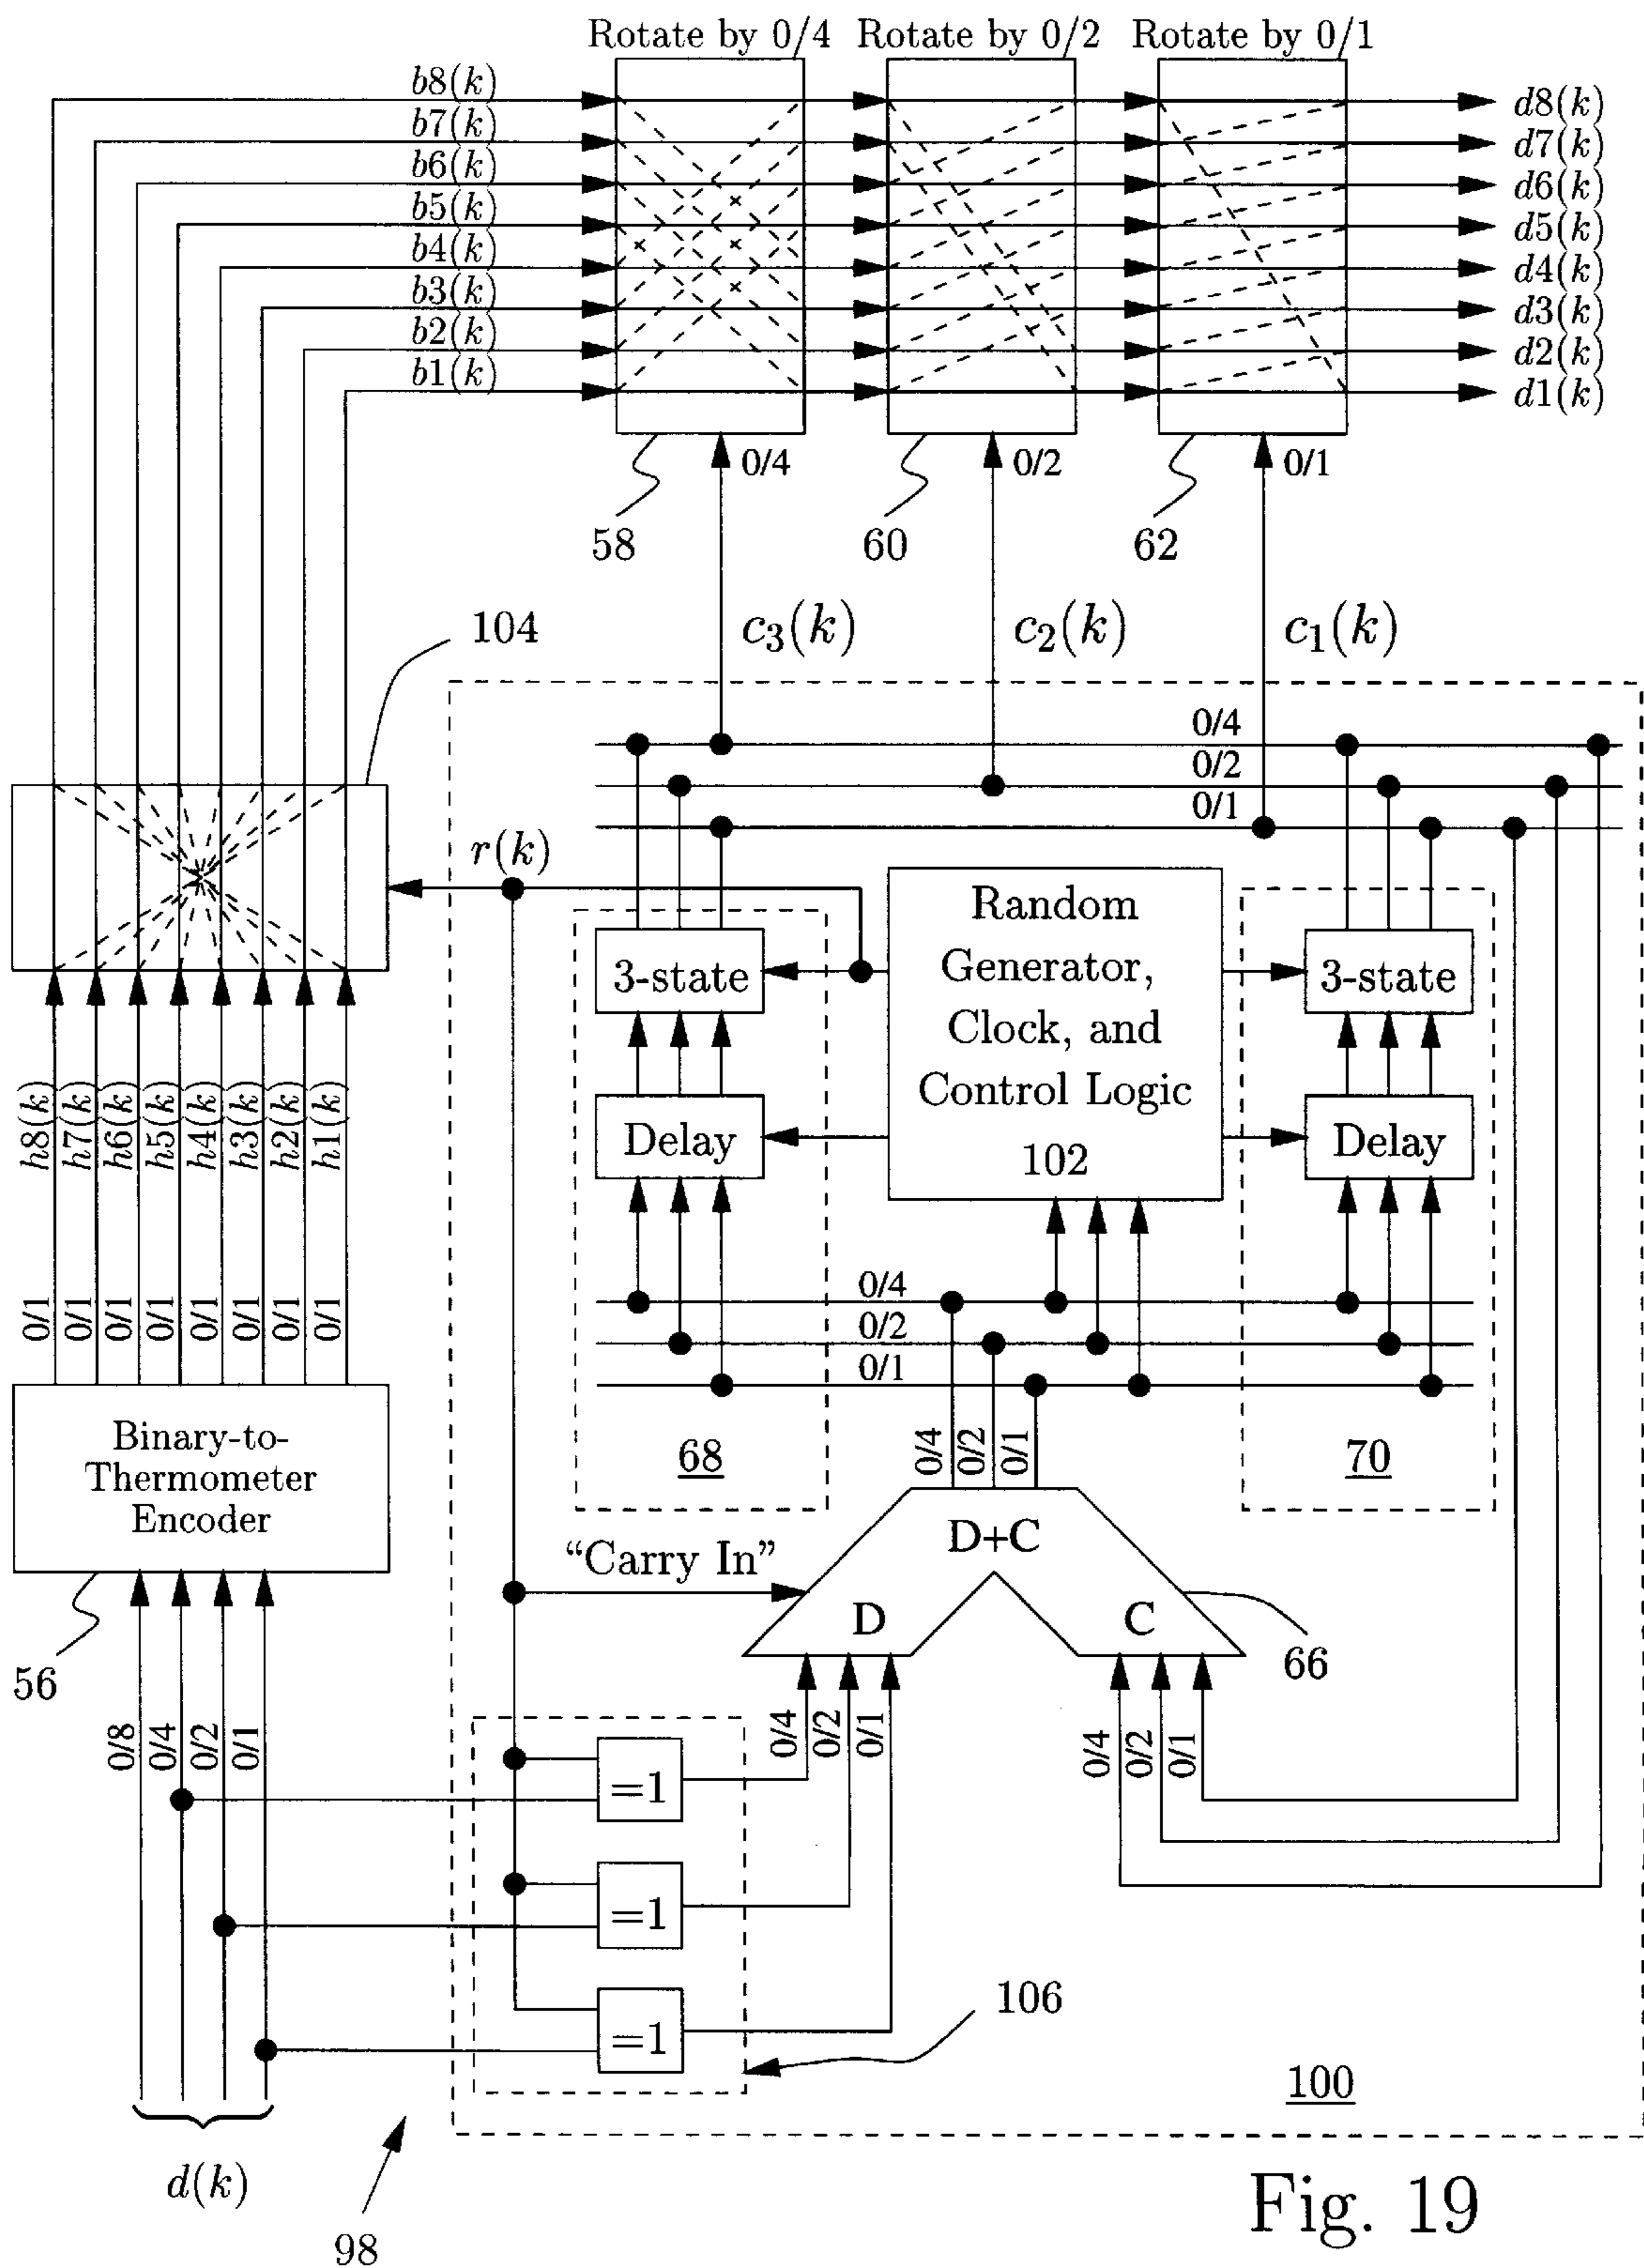 Rotate by 0/4 Rotate by 0/2 Rotate by 0/1
b8(k)
b7(k)
b6(k)
b5(k)
b4(k)
b3(k)
b2(k)
b1(k)
d8(k)
d7(k)
d6(k)
d5(k)
d4(k)
d3(k)
d2(k)
d1(k)
0/4 0/2 0/1
58 60 62
104
c3(k) c2(k) c1(k)
0/4
0/2
0/1
r(k)
3-state
Delay
Random
Generator,
Clock, and
Control Logic
102
3-state
Delay
h8(k) h7(k) h6(k) h5(k) h4(k) h3(k) h2(k) h1(k)
0/1 0/1 0/1 0/1 0/1 0/1 0/1 0/1
0/4
0/2
0/1
Binary-to-
Thermometer
Encoder
56
68
70
0/4 0/2 0/1
D+C
"Carry In"
D
C
66
0/8 0/4 0/2 0/1
0/4 0/2 0/1
0/4 0/2 0/1
=1
=1
=1
106
100
d(k)
98
Fig. 19